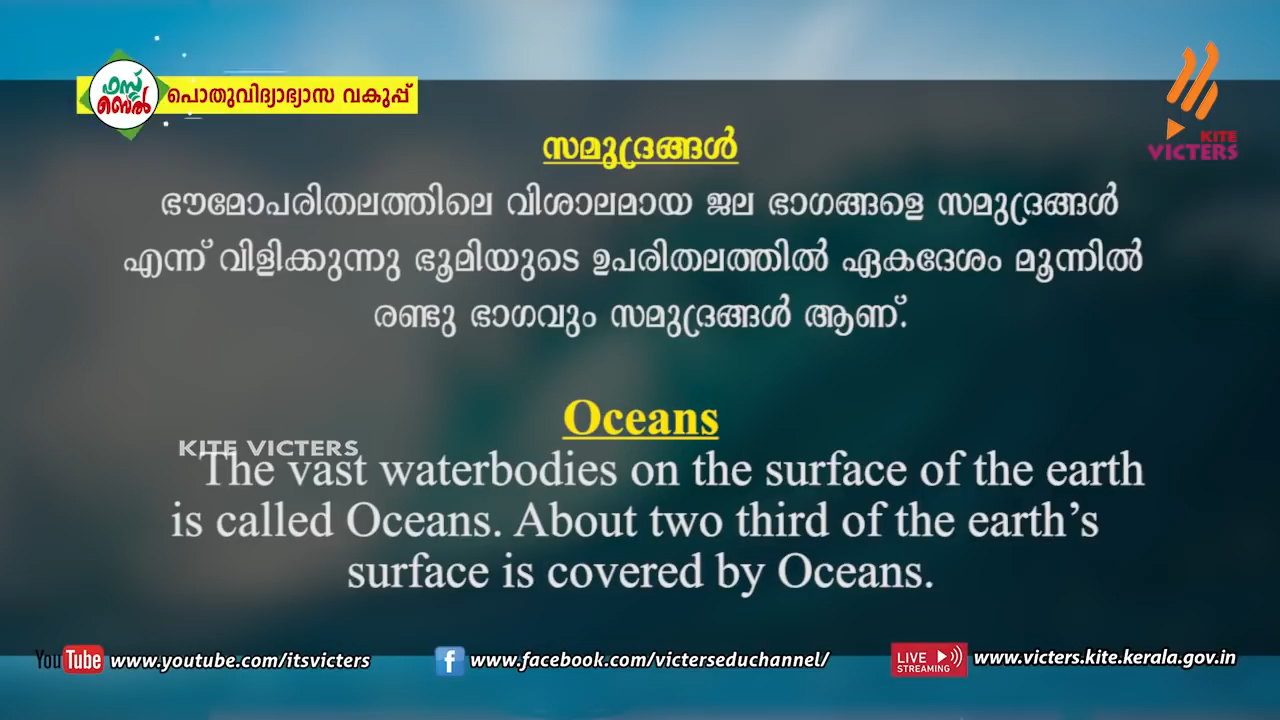 ഫസ്റ്റ്
ബെൽ
പൊതുവിദ്യാഭ്യാസ വകുപ്പ്
KITE
VICTERS
സമുദ്രങ്ങൾ
ഭൗമോപരിതലത്തിലെ വിശാലമായ ജല ഭാഗങ്ങളെ സമുദ്രങ്ങൾ
എന്ന് വിളിക്കുന്നു ഭൂമിയുടെ ഉപരിതലത്തിൽ ഏകദേശം മൂന്നിൽ
രണ്ടു ഭാഗവും സമുദ്രങ്ങൾ ആണ്.
Oceans
KITE VICTERS
The vast waterbodies on the surface of the earth
is called Oceans. About two third of the earth’s
surface is covered by Oceans.
YouTube www.youtube.com/itsvicters
f www.facebook.com/victerseduchannel/
LIVE
STREAMING
www.victers.kite.kerala.gov.in